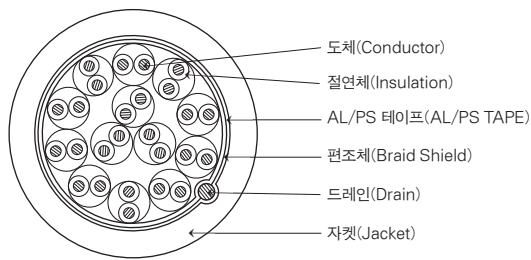 도체(Conductor)
절연체(Insulation)
AL/PS 테이프(AL/PS TAPE)
편조체(Braid Shield)
드레인(Drain)
자켓(Jacket)